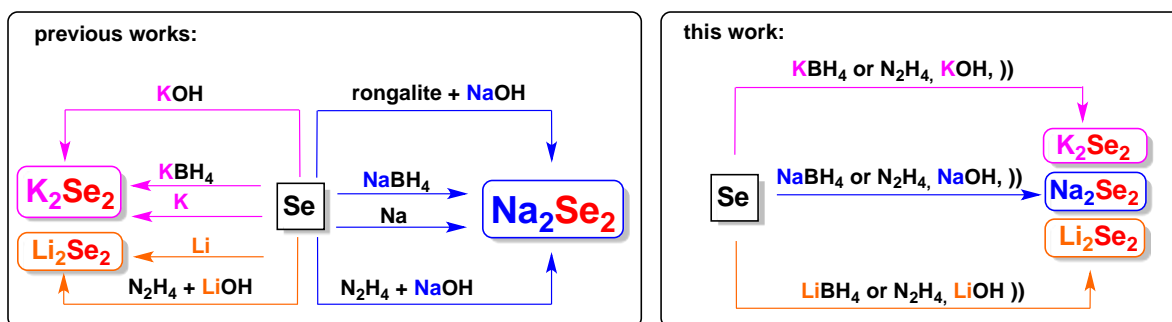 previous works:
KOH
rongalite + NaOH
K₂Se₂
KBH₄
K
Se
NaBH₄
Na
Na₂Se₂
Li₂Se₂
Li
N₂H₄ + LiOH
N₂H₄ + NaOH
this work:
KBH₄ or N₂H₄, KOH, ))
K₂Se₂
Se
NaBH₄ or N₂H₄, NaOH, ))
Na₂Se₂
Li₂Se₂
LiBH₄ or N₂H₄, LiOH ))